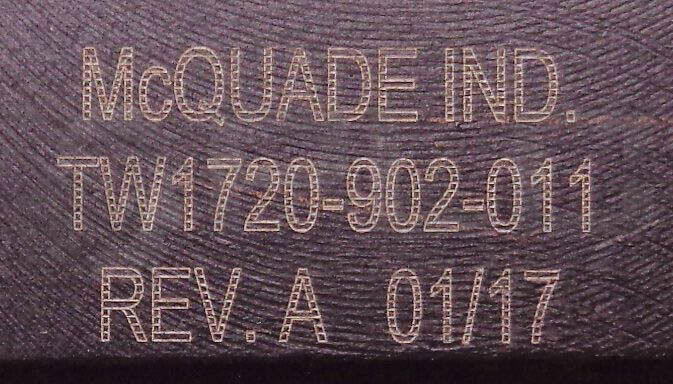 McQUADE IND.
TW1720-902-011
REV. A 01/17